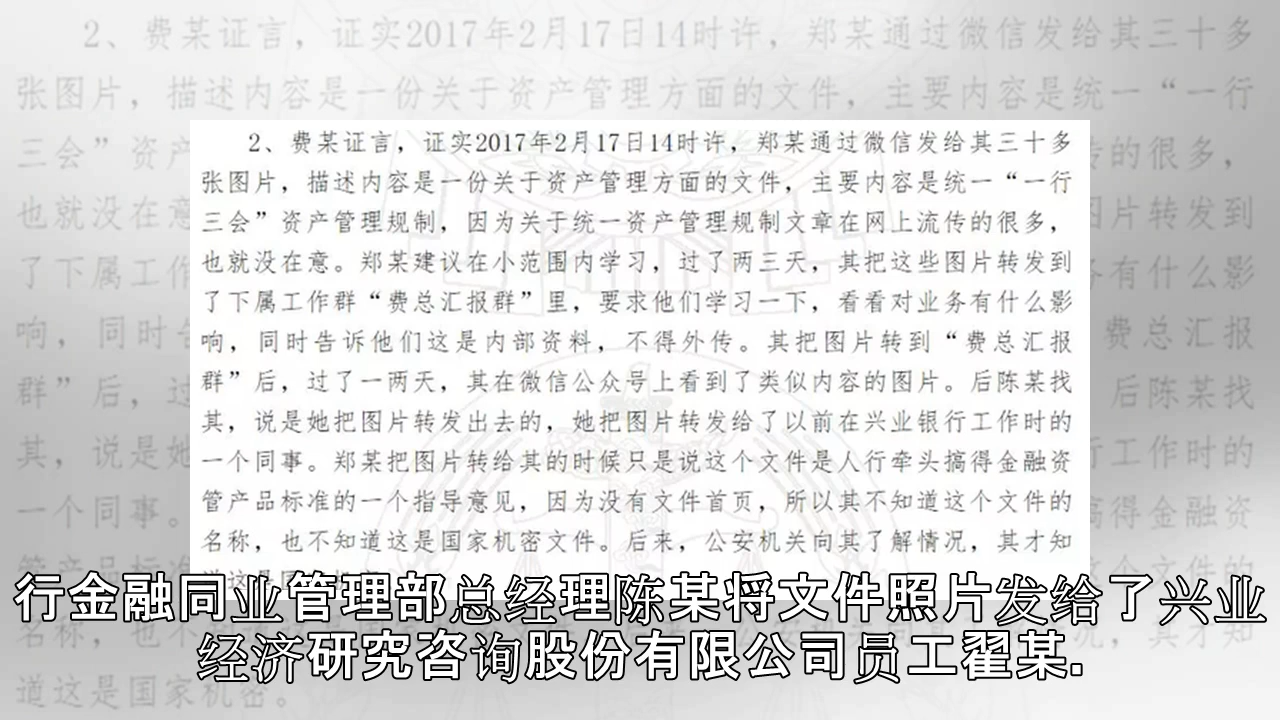 2、费某证言，证实2017年2月17日14时许，郑某通过微信发给其三十多
张图片，描述内容是一份关于资产管理方面的文件，主要内容是统一“一行
三会”资产管理规制，因为关于统一资产管理规制文章在网上流传的很多，
也就没在意。郑某建议在小范围内学习，过了两三天，其把这些图片转发到
了下属工作群“费总汇报群”里，要求他们学习一下，看看对业务有什么影
响，同时告诉他们这是内部资料，不得外传。其把图片转到“费总汇报
群”后，过了一两天，其在微信公众号上看到了类似内容的图片。后陈某找
其，说是她把图片转发出去的，她把图片转发给了以前在兴业银行工作时的
一个同事。郑某把图片转给其的时候只是说这个文件是人行牵头搞得金融资
管产品标准的一个指导意见，因为没有文件首页，所以其不知道这个文件的
名称，也不知道这是国家机密文件。后来，公安机关向其了解情况，其才知
道这是国家机密。
行金融同业管理部总经理陈某将文件照片发给了兴业
经济研究咨询股份有限公司员工翟某.